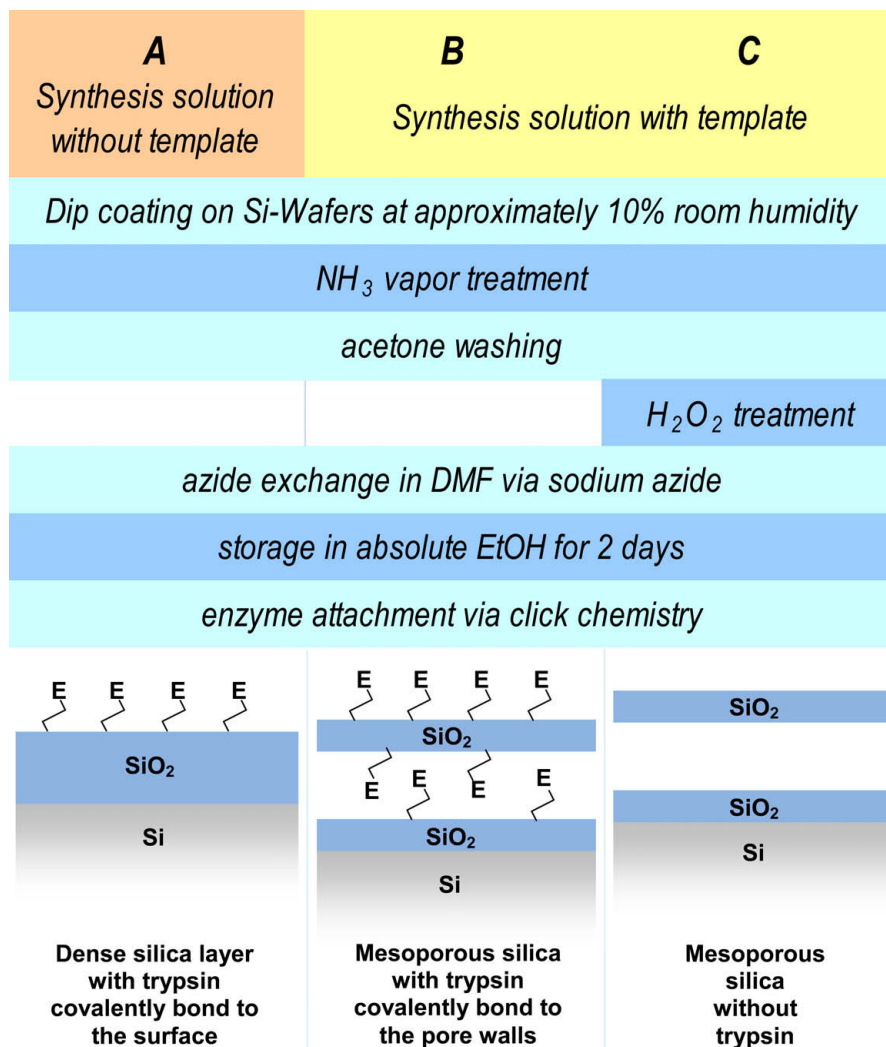 A
Synthesis solution
without template
B C
Synthesis solution with template
Dip coating on Si-Wafers at approximately 10% room humidity
NH3 vapor treatment
acetone washing
H2O2 treatment
azide exchange in DMF via sodium azide
storage in absolute EtOH for 2 days
enzyme attachment via click chemistry
E E E E
SiO2
Si
Dense silica layer
with trypsin
covalently bond to
the surface
E E E E
SiO2
E E E E
SiO2
Si
Mesoporous silica
with trypsin
covalently bond to
the pore walls
SiO2
SiO2
Si
Mesoporous
silica
without
trypsin